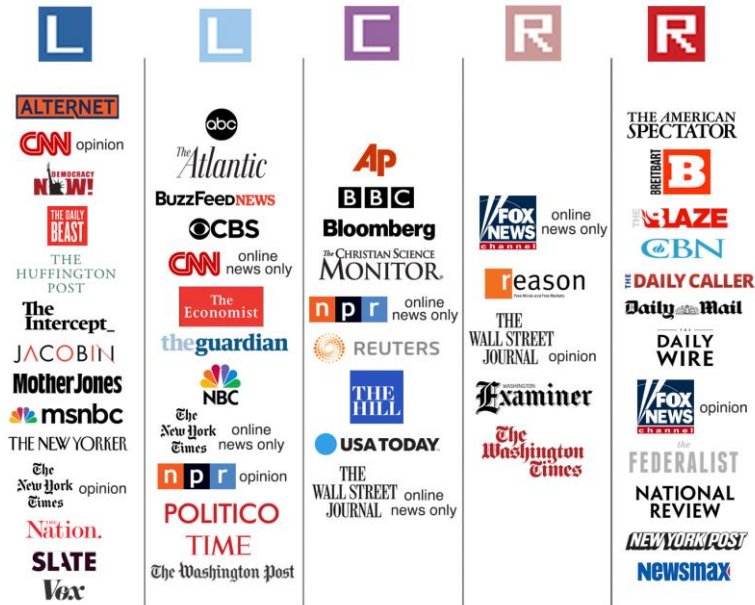 L
L
C
R
R
ALTERNET
CNN opinion
DEMOCRACY
NOW!
THE DAILY
BEAST
THE
HUFFINGTON
POST
The
Intercept_
JACOBIN
Mother Jones
msnbc
THE NEW YORKER
The
New York
Times opinion
THE
Nation.
SLATE
Vox
abc
The
Atlantic
BUZZFEED NEWS
CBS
CNN online
news only
The
Economist
theguardian
NBC
The
New York
Times online
news only
npr opinion
POLITICO
TIME
The Washington Post
AP
BBC
Bloomberg
The CHRISTIAN SCIENCE
MONITOR
npr online
news only
REUTERS
THE
HILL
USA TODAY
THE
WALL STREET
JOURNAL online
news only
FOX
NEWS
channel
online
news only
reason
Free Minds and Free Markets
THE
WALL STREET
JOURNAL opinion
WASHINGTON
Examiner
The
Washington
Times
THE AMERICAN
SPECTATOR
BREITBART
B
THE
BLAZE
CBN
THE DAILY CALLER
Daily Mail
THE
DAILY
WIRE
FOX
NEWS
channel
opinion
the
FEDERALIST
NATIONAL
REVIEW
NEW YORK POST
Newsmax